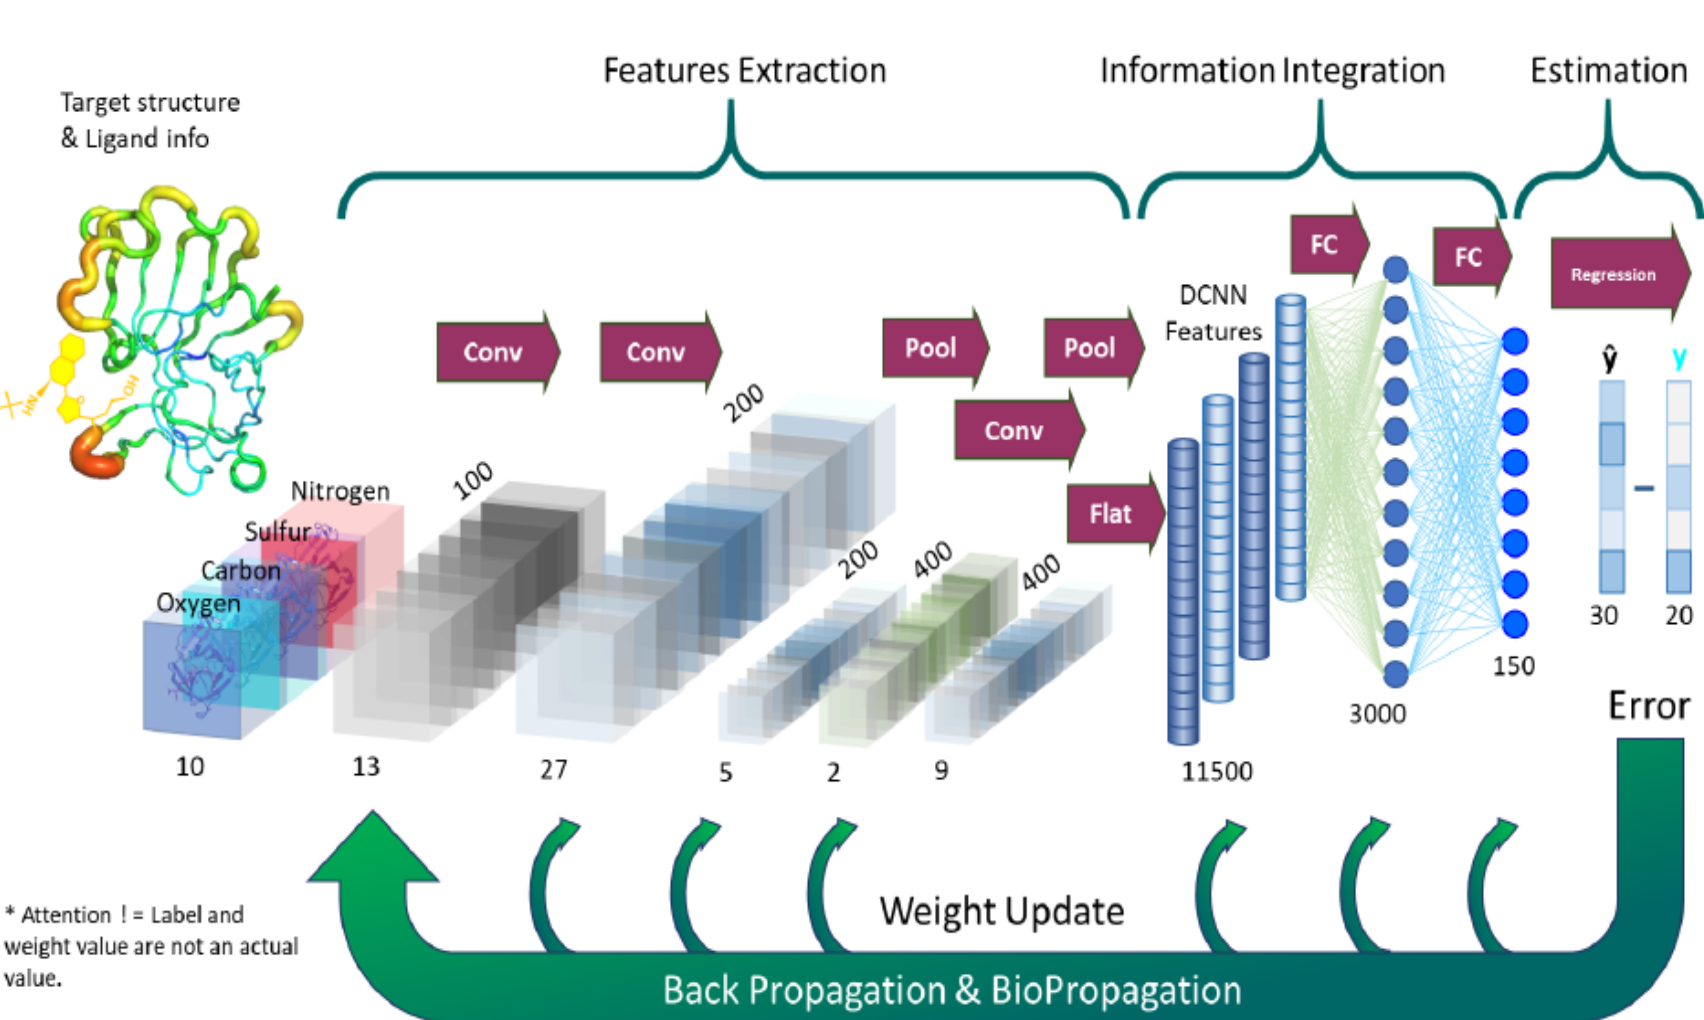 Features Extraction
Information Integration
Estimation
Target structure
& Ligand info
FC
FC
Regression
DCNN
Features
Conv
Conv
Pool
Pool
Conv
Flat
HN
OH
ŷ
y
-
200
100
200
400
400
Nitrogen
Sulfur
Carbon
Oxygen
30
20
150
3000
10
13
27
5
2
9
11500
Error
Weight Update
* Attention ! = Label and
weight value are not an actual
value.
Back Propagation & BioPropagation